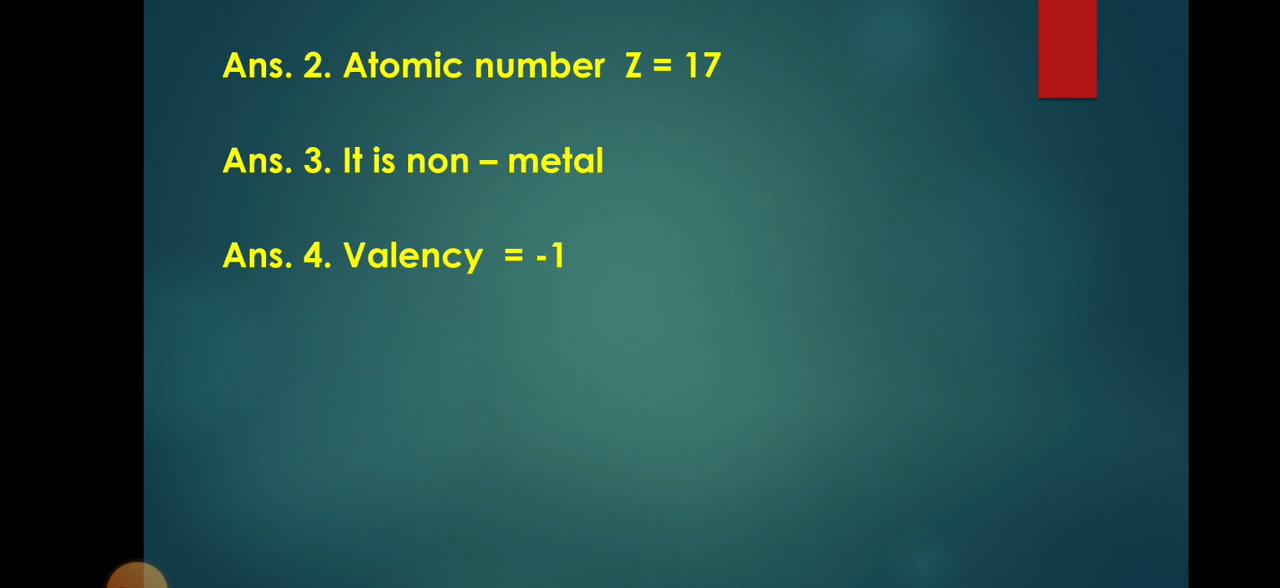 Ans. 2. Atomic number  Z = 17
Ans. 3. It is non – metal
Ans. 4. Valency  = -1